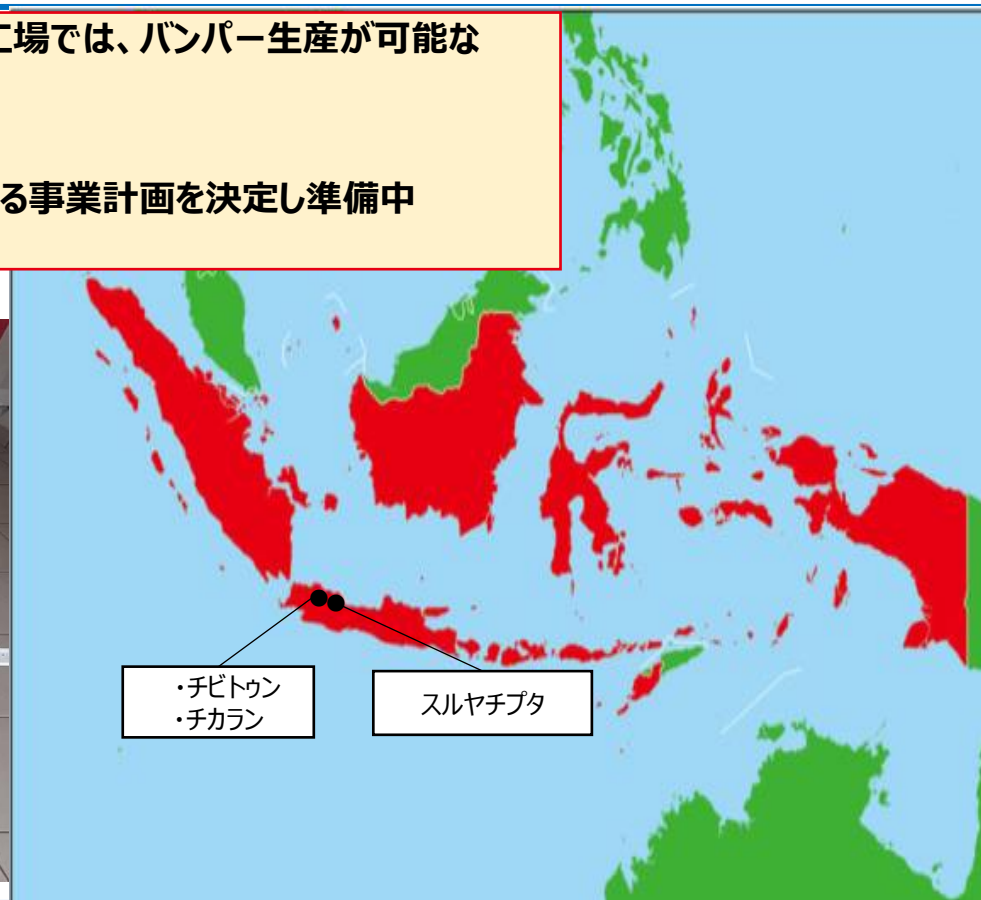 工場では、バンパー生産が可能な
る事業計画を決定し準備中
・チビトゥン
・チカラン
スルヤチプタ